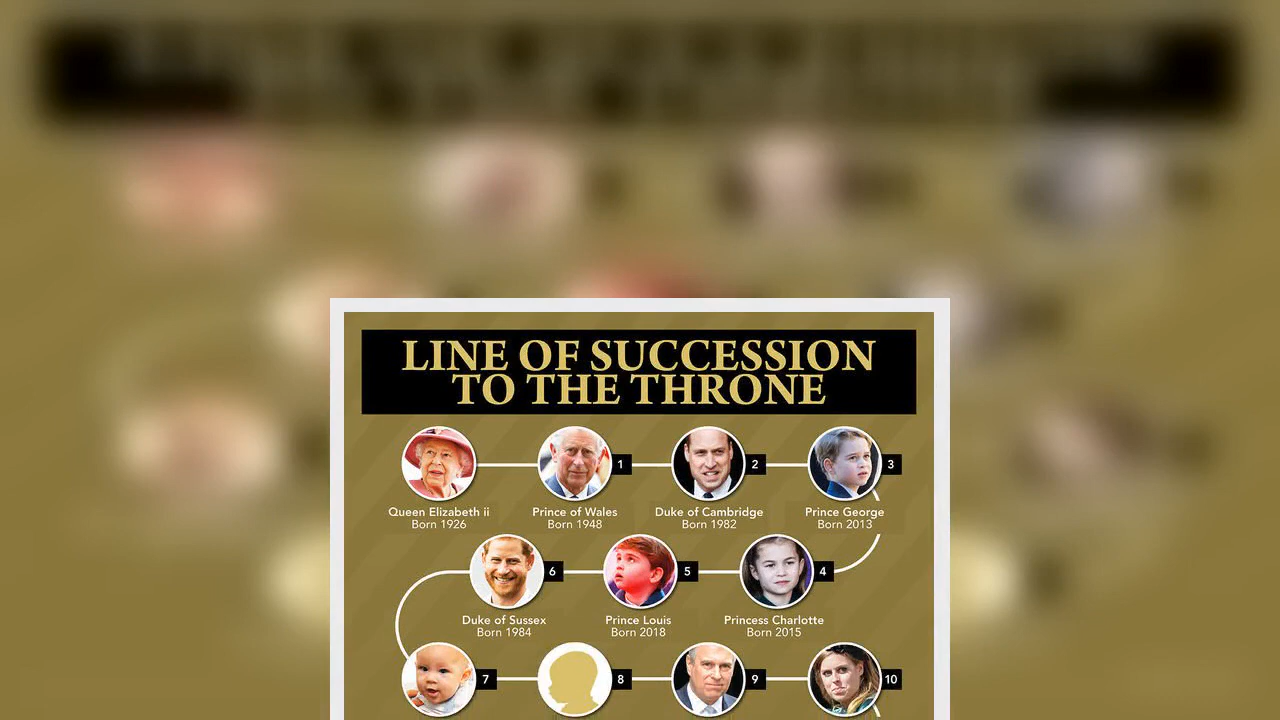 LINE OF SUCCESSION
TO THE THRONE
1
2
3
Queen Elizabeth ii
Born 1926
Prince of Wales
Born 1948
Duke of Cambridge
Born 1982
Prince George
Born 2013
6
5
4
Duke of Sussex
Born 1984
Prince Louis
Born 2018
Princess Charlotte
Born 2015
7
8
9
10